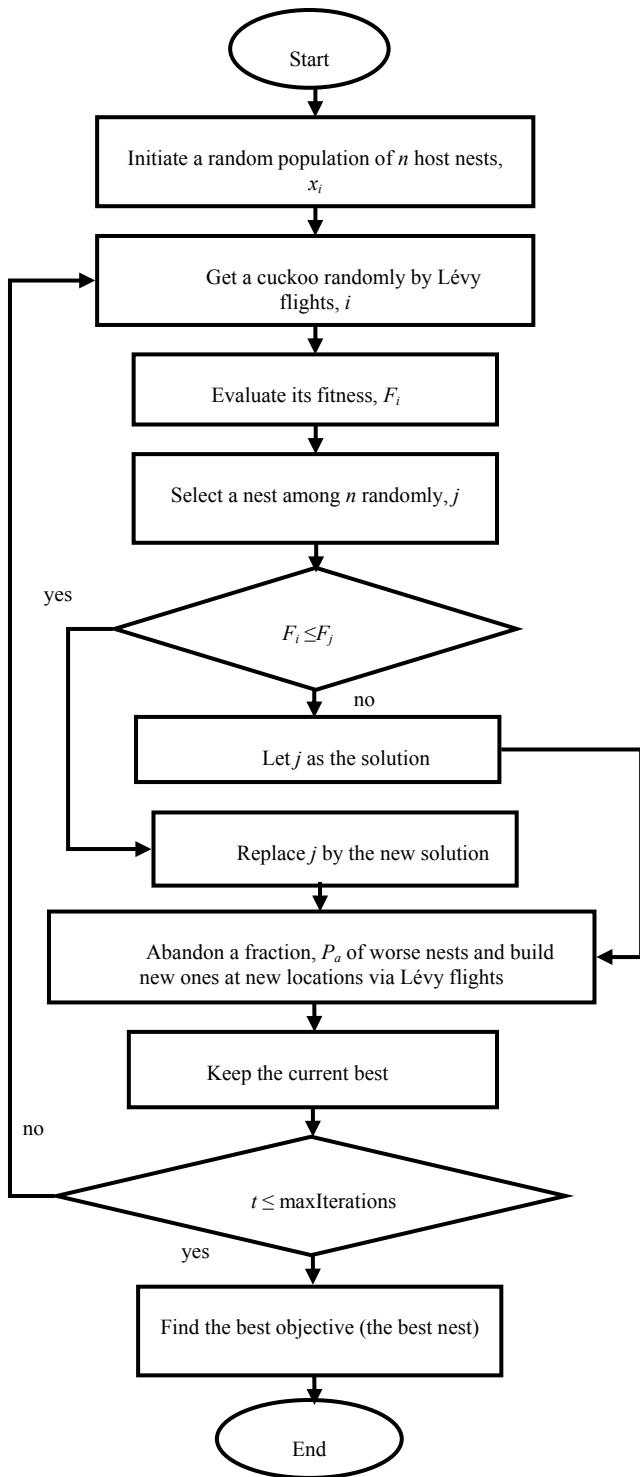 Start
Initiate a random population of n host nests,
xᵢ
Get a cuckoo randomly by Lévy
flights, i
Evaluate its fitness, Fᵢ
Select a nest among n randomly, j
yes
Fᵢ ≤Fⱼ
no
Let j as the solution
Replace j by the new solution
Abandon a fraction, Pₐ of worse nests and build
new ones at new locations via Lévy flights
Keep the current best
no
t ≤ maxIterations
yes
Find the best objective (the best nest)
End